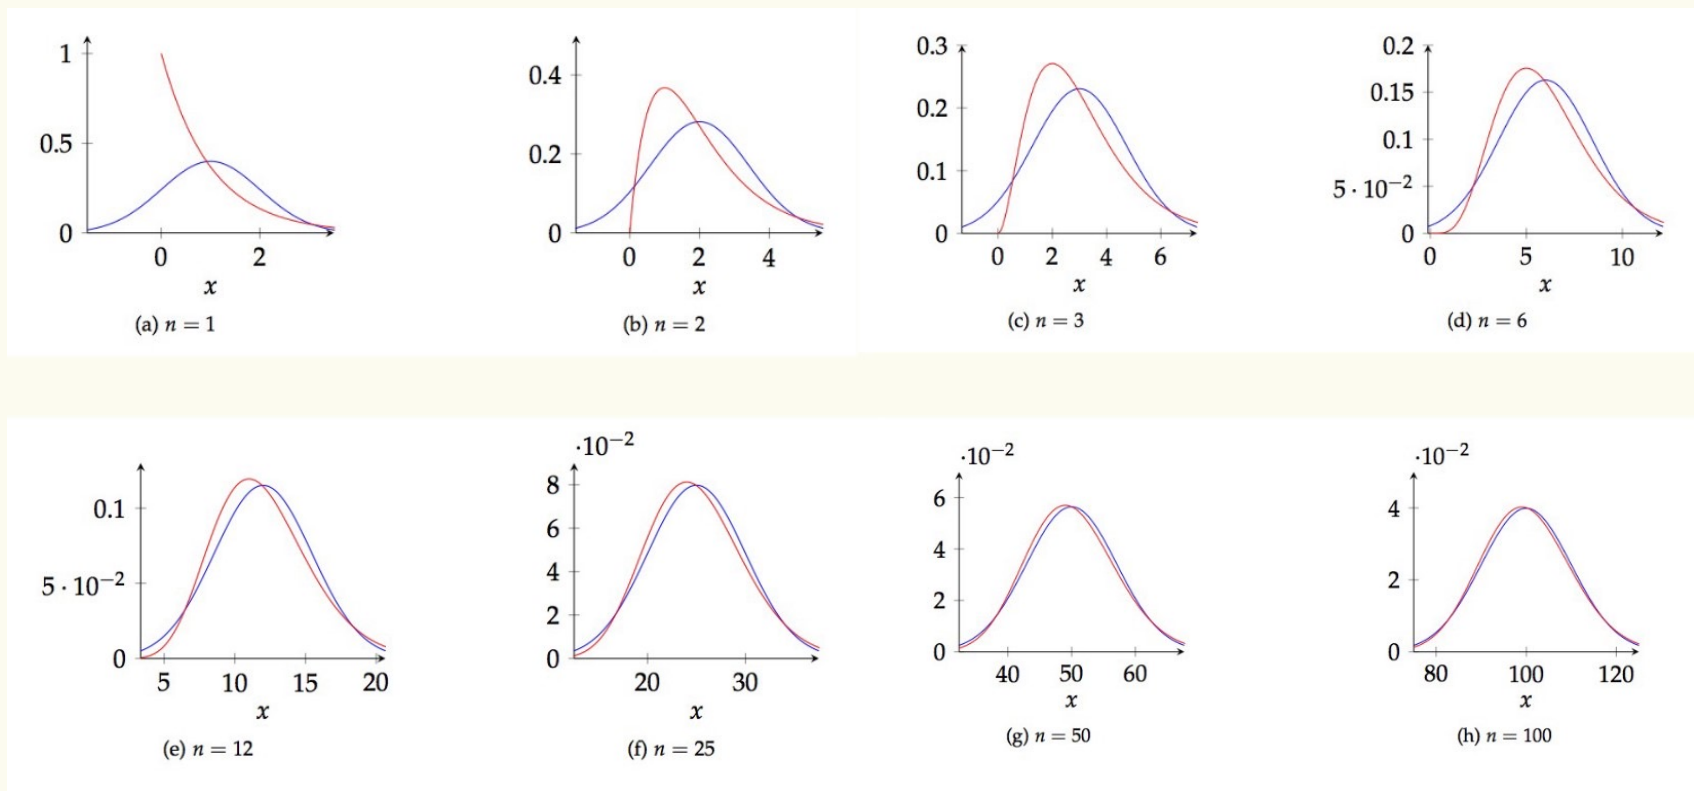 1
0.5
0
0 2
x
(a) n = 1
0.4
0.2
0
0 2 4
x
(b) n = 2
0.3
0.2
0.1
0
0 2 4 6
x
(c) n = 3
0.2
0.15
0.1
5 · 10⁻²
0
0 5 10
x
(d) n = 6
0.1
5 · 10⁻²
0
5 10 15 20
x
(e) n = 12
·10⁻²
8
6
4
2
0
20 30
x
(f) n = 25
·10⁻²
6
4
2
0
40 50 60
x
(g) n = 50
·10⁻²
4
2
0
80 100 120
x
(h) n = 100